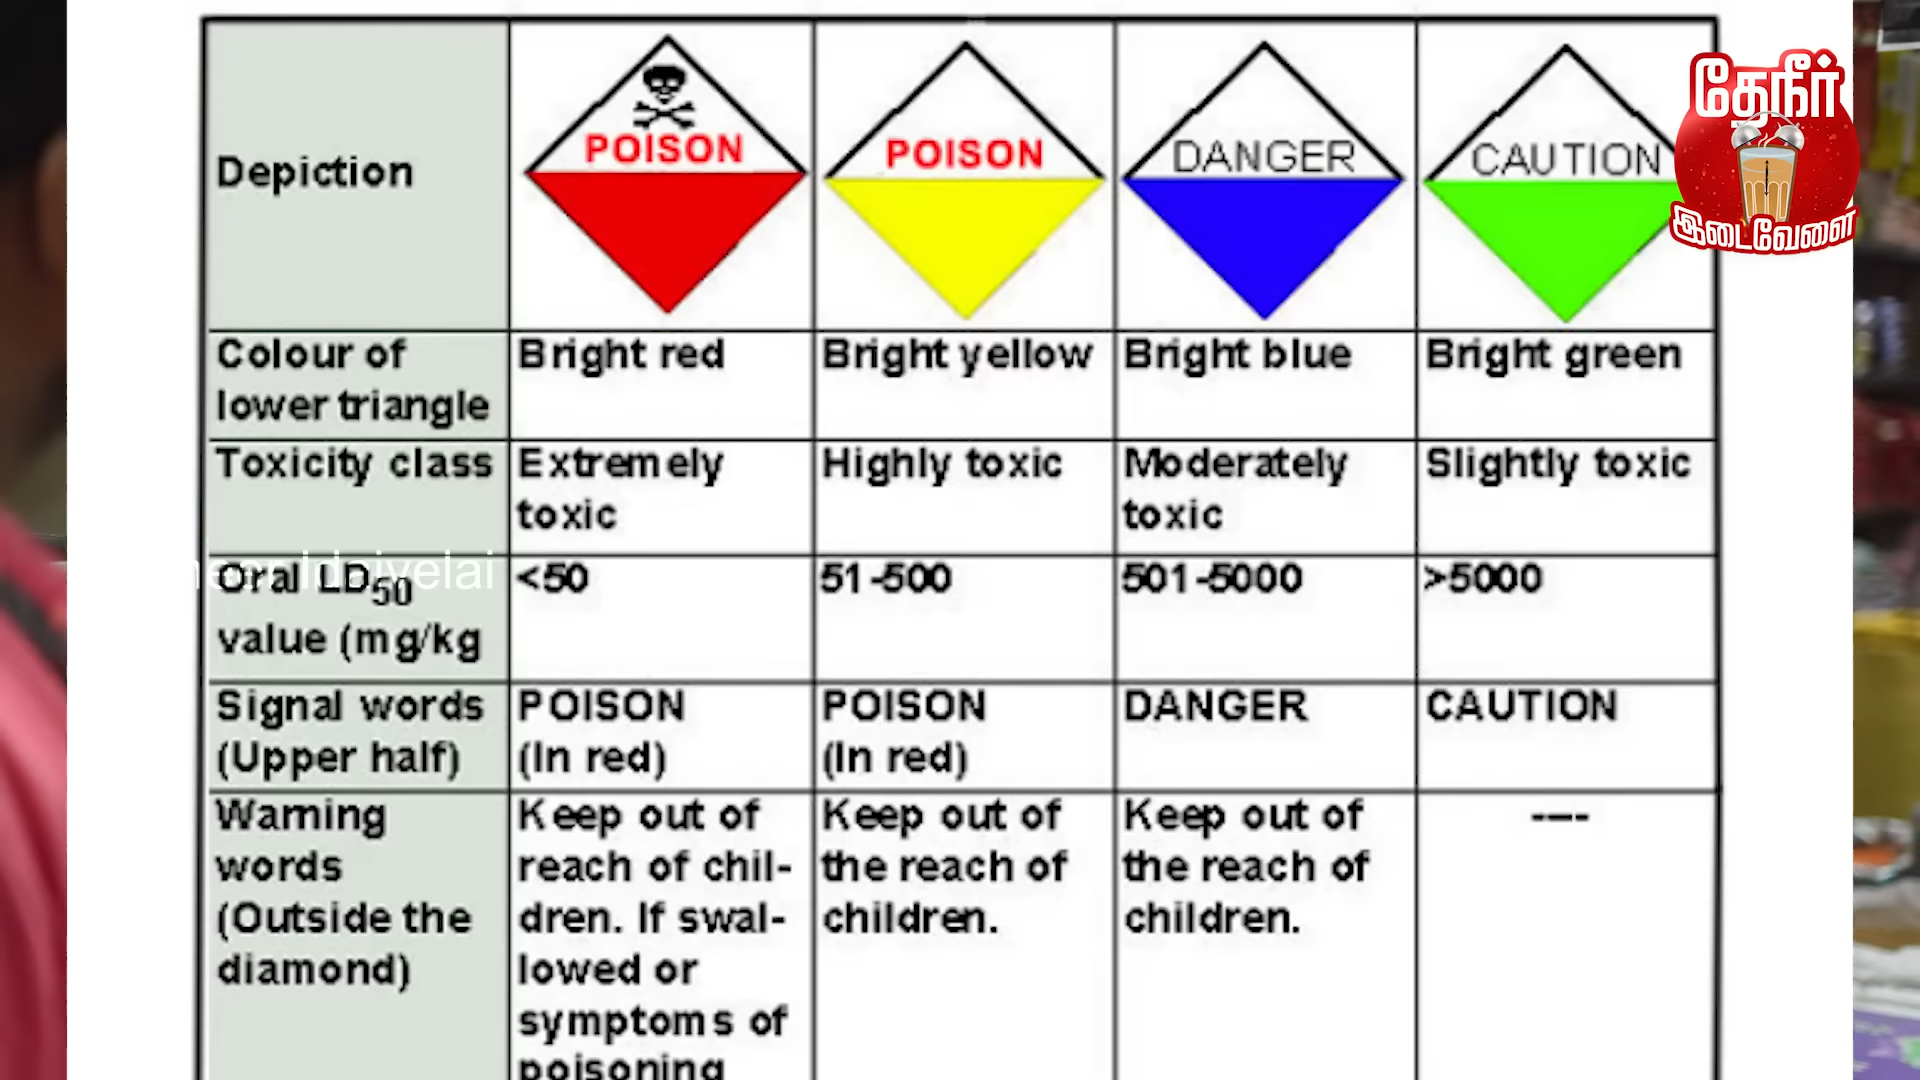 தேநீர்
இடைவேளை
Depiction
POISON
POISON
DANGER
CAUTION
Colour of
lower triangle
Bright red
Bright yellow
Bright blue
Bright green
Toxicity class
Extremely
toxic
Highly toxic
Moderately
toxic
Slightly toxic
Oral LD50
value (mg/kg
<50
51-500
501-5000
>5000
Signal words
(Upper half)
POISON
(In red)
POISON
(In red)
DANGER
CAUTION
Warning
words
(Outside the
diamond)
Keep out of
reach of chil-
dren. If swal-
lowed or
symptoms of
poisoning
Keep out of
the reach of
children.
Keep out of
the reach of
children.
----